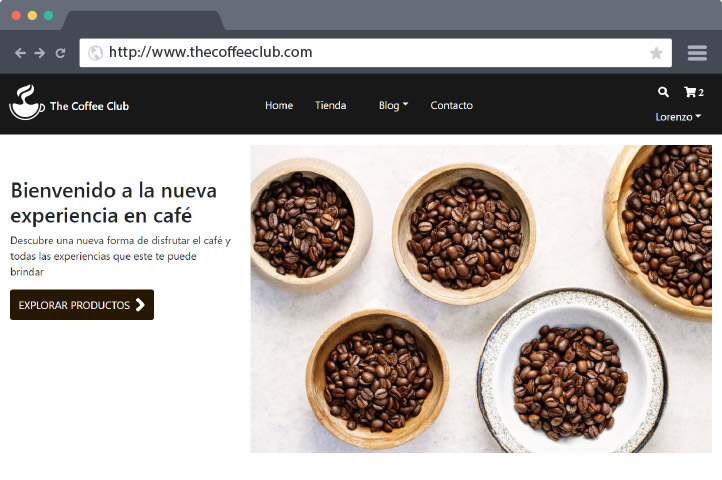 http://www.thecoffeeclub.com
The Coffee Club
Home Tienda Blog Contacto
2
Lorenzo
Bienvenido a la nueva
experiencia en café
Descubre una nueva forma de disfrutar el café y
todas las experiencias que este te puede
brindar
EXPLORAR PRODUCTOS